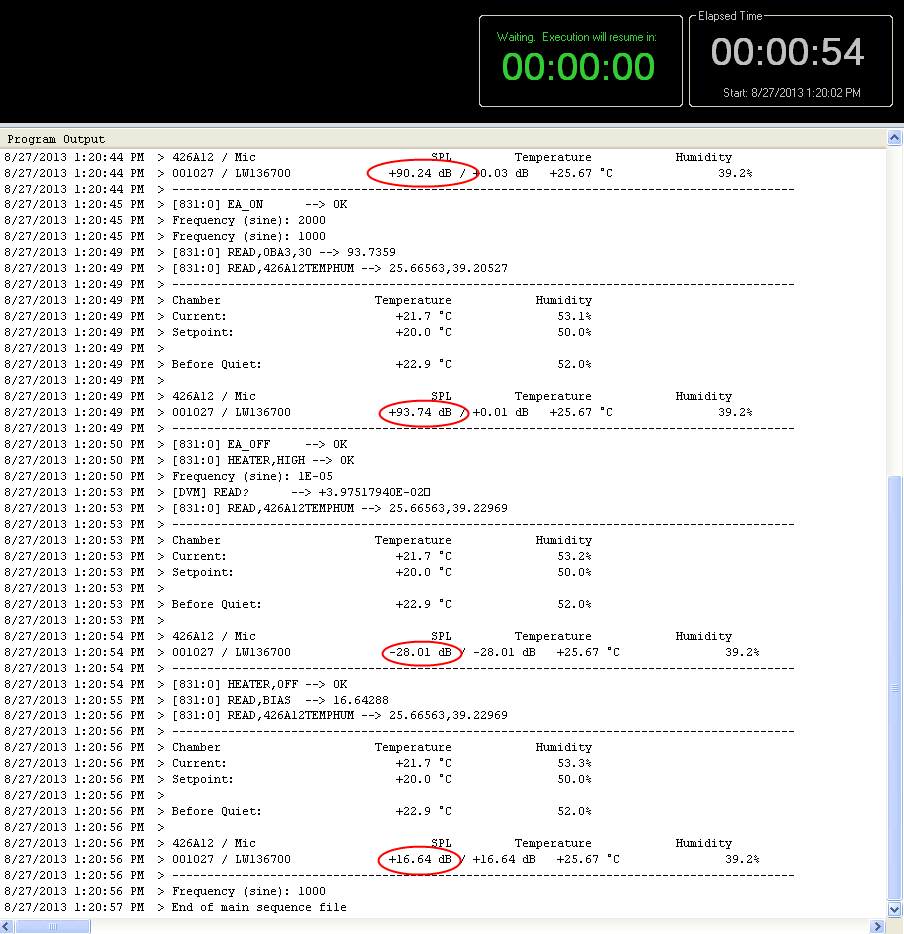 Waiting. Execution will resume in:
00:00:00
Elapsed Time
00:00:54
Start: 8/27/2013 1:20:02 PM
Program Output
8/27/2013 1:20:44 PM > 426A12 / Mic SPL Temperature Humidity
8/27/2013 1:20:44 PM > 001027 / LW136700 +90.24 dB / +0.03 dB +25.67 °C 39.2%
8/27/2013 1:20:44 PM > -----------------------------------------------------------------------------------------
8/27/2013 1:20:45 PM > [831:0] EA_ON --> OK
8/27/2013 1:20:45 PM > Frequency (sine): 2000
8/27/2013 1:20:45 PM > Frequency (sine): 1000
8/27/2013 1:20:49 PM > [831:0] READ,OBA3,30 --> 93.7359
8/27/2013 1:20:49 PM > [831:0] READ,426A12TEMPHUM --> 25.66563,39.20527
8/27/2013 1:20:49 PM > -----------------------------------------------------------------------------------------
8/27/2013 1:20:49 PM > Chamber Temperature Humidity
8/27/2013 1:20:49 PM > Current: +21.7 °C 53.1%
8/27/2013 1:20:49 PM > Setpoint: +20.0 °C 50.0%
8/27/2013 1:20:49 PM >
8/27/2013 1:20:49 PM > Before Quiet: +22.9 °C 52.0%
8/27/2013 1:20:49 PM >
8/27/2013 1:20:49 PM > 426A12 / Mic SPL Temperature Humidity
8/27/2013 1:20:49 PM > 001027 / LW136700 +93.74 dB / +0.01 dB +25.67 °C 39.2%
8/27/2013 1:20:49 PM > -----------------------------------------------------------------------------------------
8/27/2013 1:20:50 PM > [831:0] EA_OFF --> OK
8/27/2013 1:20:50 PM > [831:0] HEATER,HIGH --> OK
8/27/2013 1:20:50 PM > Frequency (sine): 1E-05
8/27/2013 1:20:53 PM > [DVM] READ? --> +3.97517940E-02▯
8/27/2013 1:20:53 PM > [831:0] READ,426A12TEMPHUM --> 25.66563,39.22969
8/27/2013 1:20:53 PM > -----------------------------------------------------------------------------------------
8/27/2013 1:20:53 PM > Chamber Temperature Humidity
8/27/2013 1:20:53 PM > Current: +21.7 °C 53.2%
8/27/2013 1:20:53 PM > Setpoint: +20.0 °C 50.0%
8/27/2013 1:20:53 PM >
8/27/2013 1:20:53 PM > Before Quiet: +22.9 °C 52.0%
8/27/2013 1:20:53 PM >
8/27/2013 1:20:54 PM > 426A12 / Mic SPL Temperature Humidity
8/27/2013 1:20:54 PM > 001027 / LW136700 -28.01 dB / -28.01 dB +25.67 °C 39.2%
8/27/2013 1:20:54 PM > -----------------------------------------------------------------------------------------
8/27/2013 1:20:54 PM > [831:0] HEATER,OFF --> OK
8/27/2013 1:20:55 PM > [831:0] READ,BIAS --> 16.64288
8/27/2013 1:20:56 PM > [831:0] READ,426A12TEMPHUM --> 25.66563,39.22969
8/27/2013 1:20:56 PM > -----------------------------------------------------------------------------------------
8/27/2013 1:20:56 PM > Chamber Temperature Humidity
8/27/2013 1:20:56 PM > Current: +21.7 °C 53.3%
8/27/2013 1:20:56 PM > Setpoint: +20.0 °C 50.0%
8/27/2013 1:20:56 PM >
8/27/2013 1:20:56 PM > Before Quiet: +22.9 °C 52.0%
8/27/2013 1:20:56 PM >
8/27/2013 1:20:56 PM > 426A12 / Mic SPL Temperature Humidity
8/27/2013 1:20:56 PM > 001027 / LW136700 +16.64 dB / +16.64 dB +25.67 °C 39.2%
8/27/2013 1:20:56 PM > -----------------------------------------------------------------------------------------
8/27/2013 1:20:56 PM > Frequency (sine): 1000
8/27/2013 1:20:57 PM > End of main sequence file